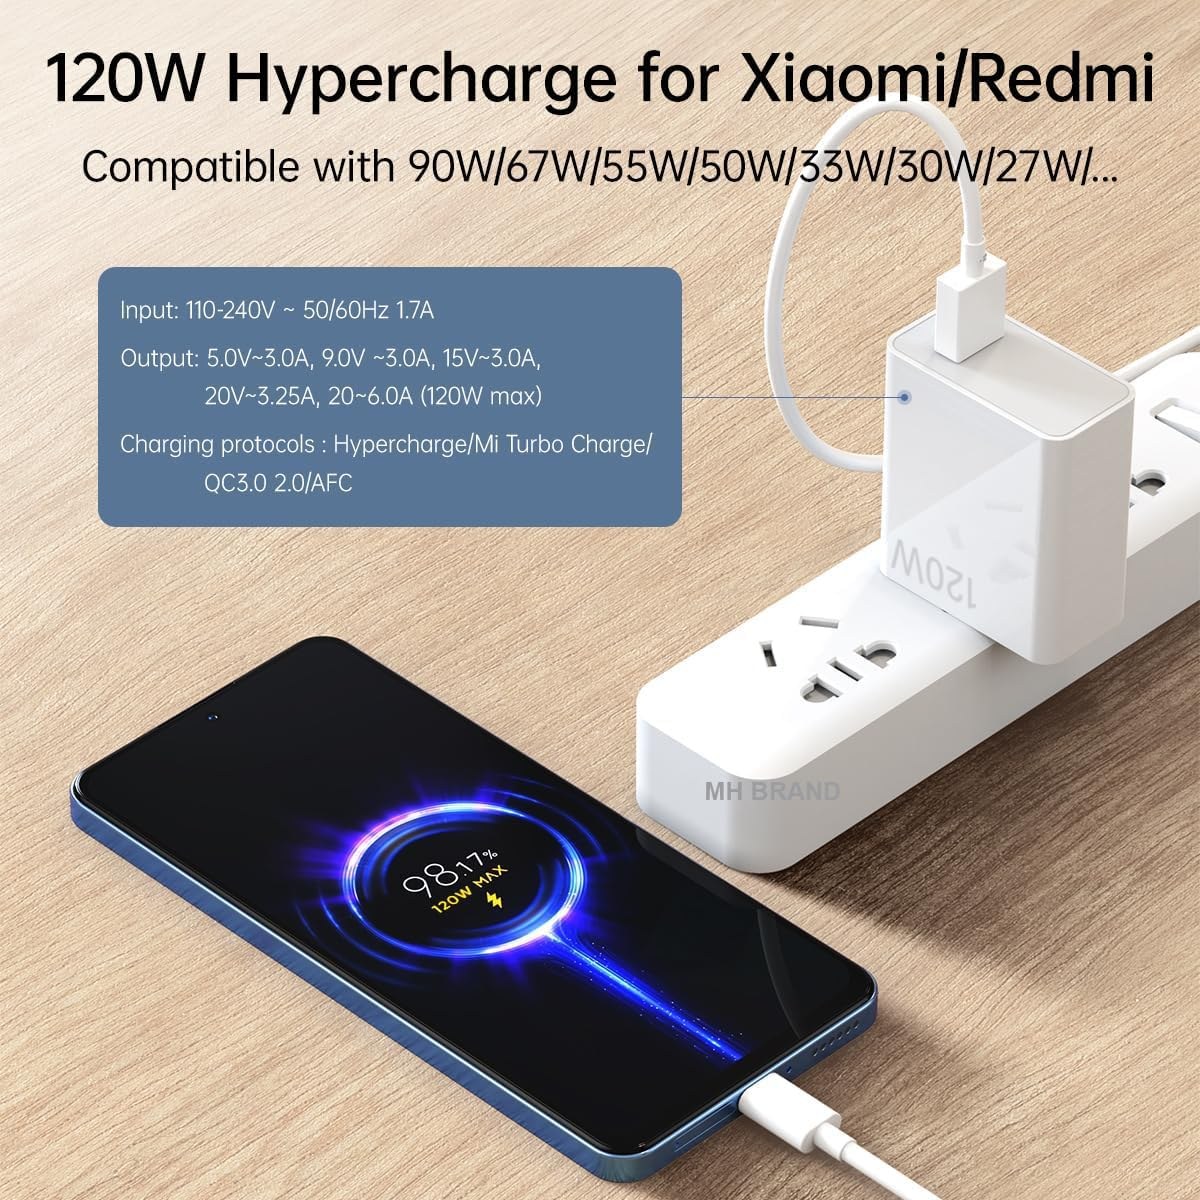 120W Hypercharge for Xiaomi/Redmi
Compatible with 90W/67W/55W/50W/33W/30W/27W/...
Input: 110-240V ~ 50/60Hz 1.7A
Output: 5.0V~3.0A, 9.0V ~3.0A, 15V~3.0A,
20V~3.25A, 20~6.0A (120W max)
Charging protocols : Hypercharge/Mi Turbo Charge/
QC3.0 2.0/AFC
120W
MH BRAND
98.17%
120W MAX